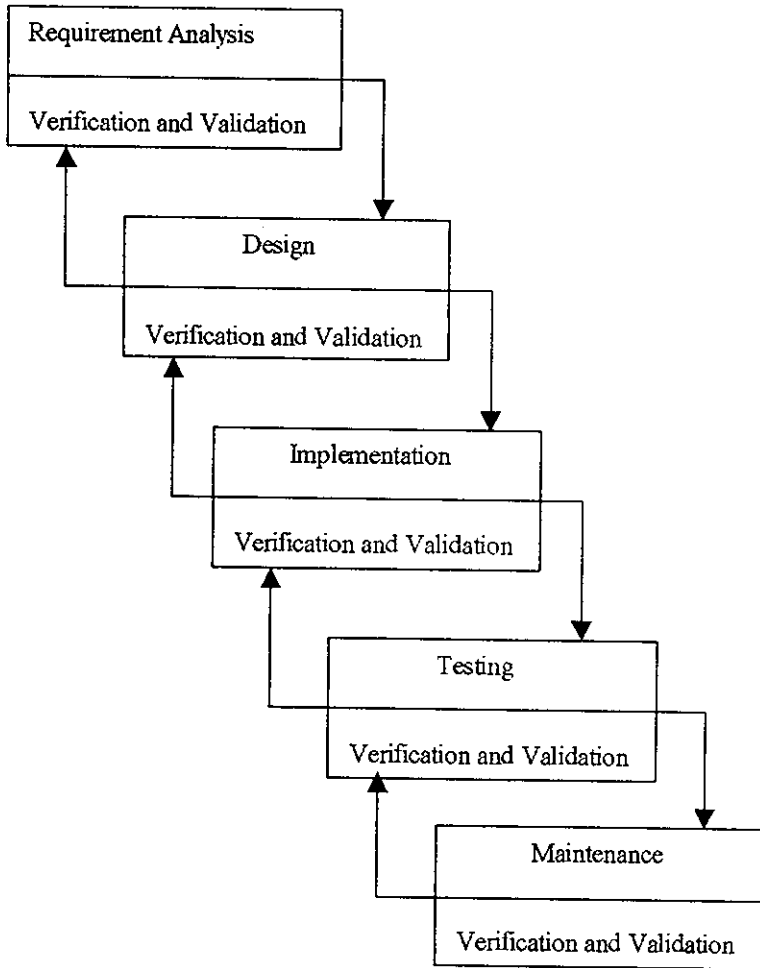 Requirement Analysis
Verification and Validation
Design
Verification and Validation
Implementation
Verification and Validation
Testing
Verification and Validation
Maintenance
Verification and Validation